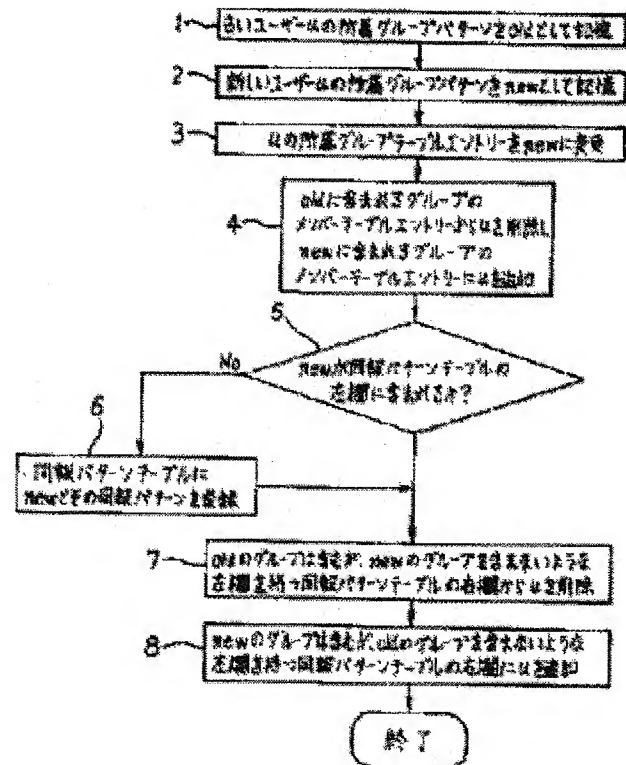 1
古いユーザーuの所属グループパターンをoldとして記憶
2
新しいユーザーuの所属グループパターンをnewとして記憶
3
uの所属グループテーブルエントリーをnewに変更
4
oldに含まれるグループの
メンバーテーブルエントリーからuを削除し
newに含まれるグループの
メンバーテーブルエントリーにuを追加
5
newが回報パターンテーブルの
左欄に含まれるか?
No
6
回報パターンテーブルに
newとその回報パターンを登録
7
oldのグループは含むが、newのグループを含まないような
左欄を持つ回報パターンテーブルの右欄からuを削除
8
newのグループは含むが、oldのグループを含まないような
左欄を持つ回報パターンテーブルの右欄にuを追加
終了